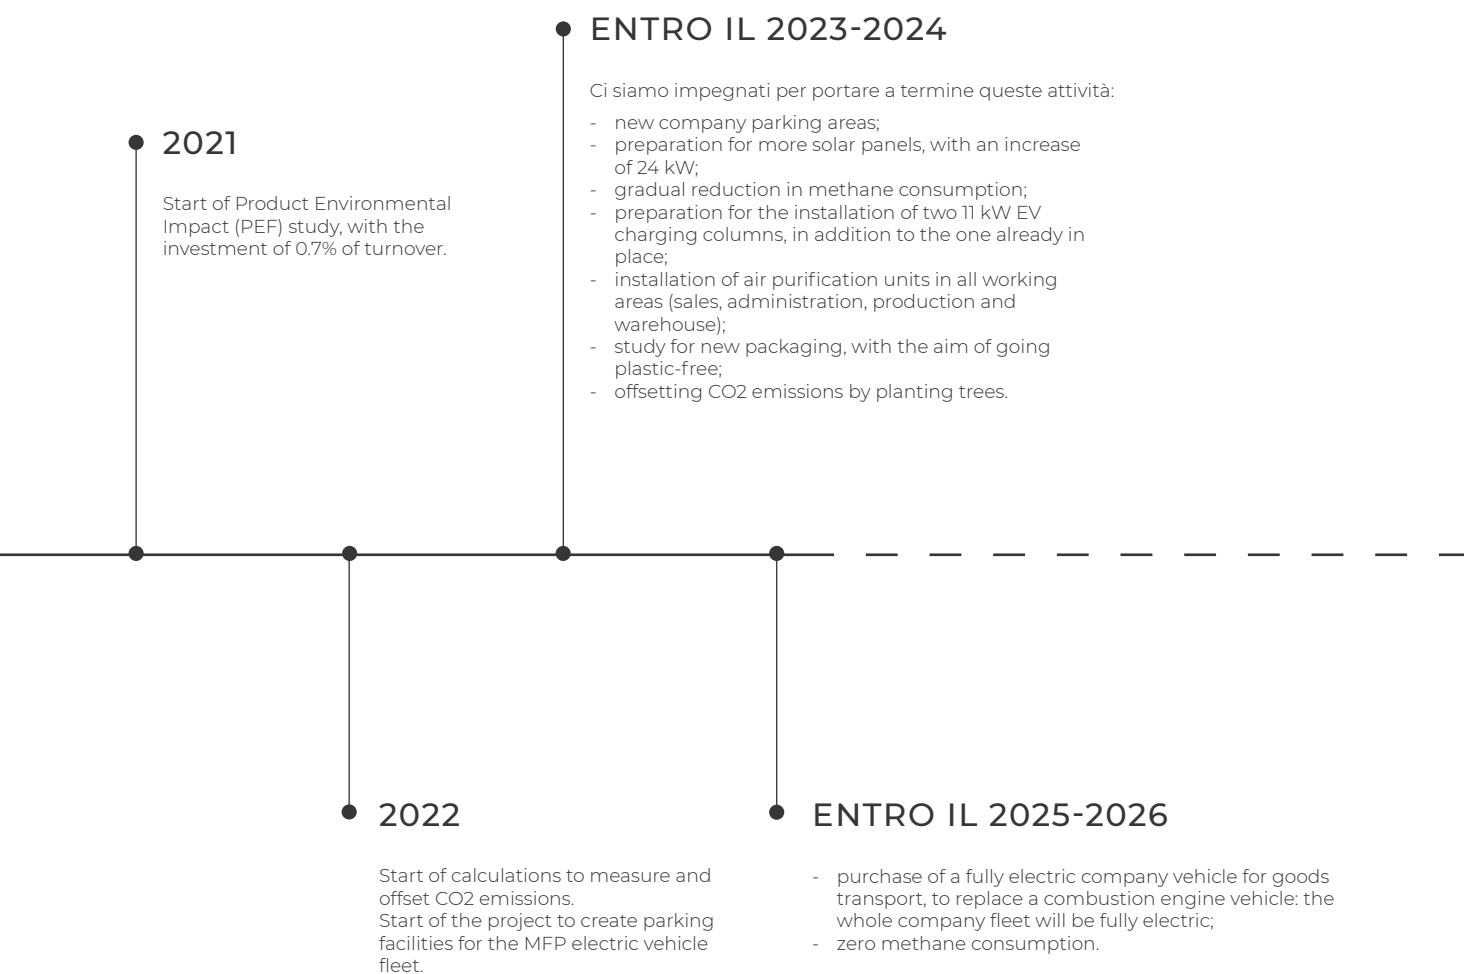 2021
Start of Product Environmental
Impact (PEF) study, with the
investment of 0.7% of turnover.
2022
Start of calculations to measure and
offset CO2 emissions.
Start of the project to create parking
facilities for the MFP electric vehicle
fleet.
ENTRO IL 2023-2024
Ci siamo impegnati per portare a termine queste attività:
- new company parking areas;
- preparation for more solar panels, with an increase
of 24 kW;
- gradual reduction in methane consumption;
- preparation for the installation of two 11 kW EV
charging columns, in addition to the one already in
place;
- installation of air purification units in all working
areas (sales, administration, production and
warehouse);
- study for new packaging, with the aim of going
plastic-free;
- offsetting CO2 emissions by planting trees.
ENTRO IL 2025-2026
- purchase of a fully electric company vehicle for goods
transport, to replace a combustion engine vehicle: the
whole company fleet will be fully electric;
- zero methane consumption.